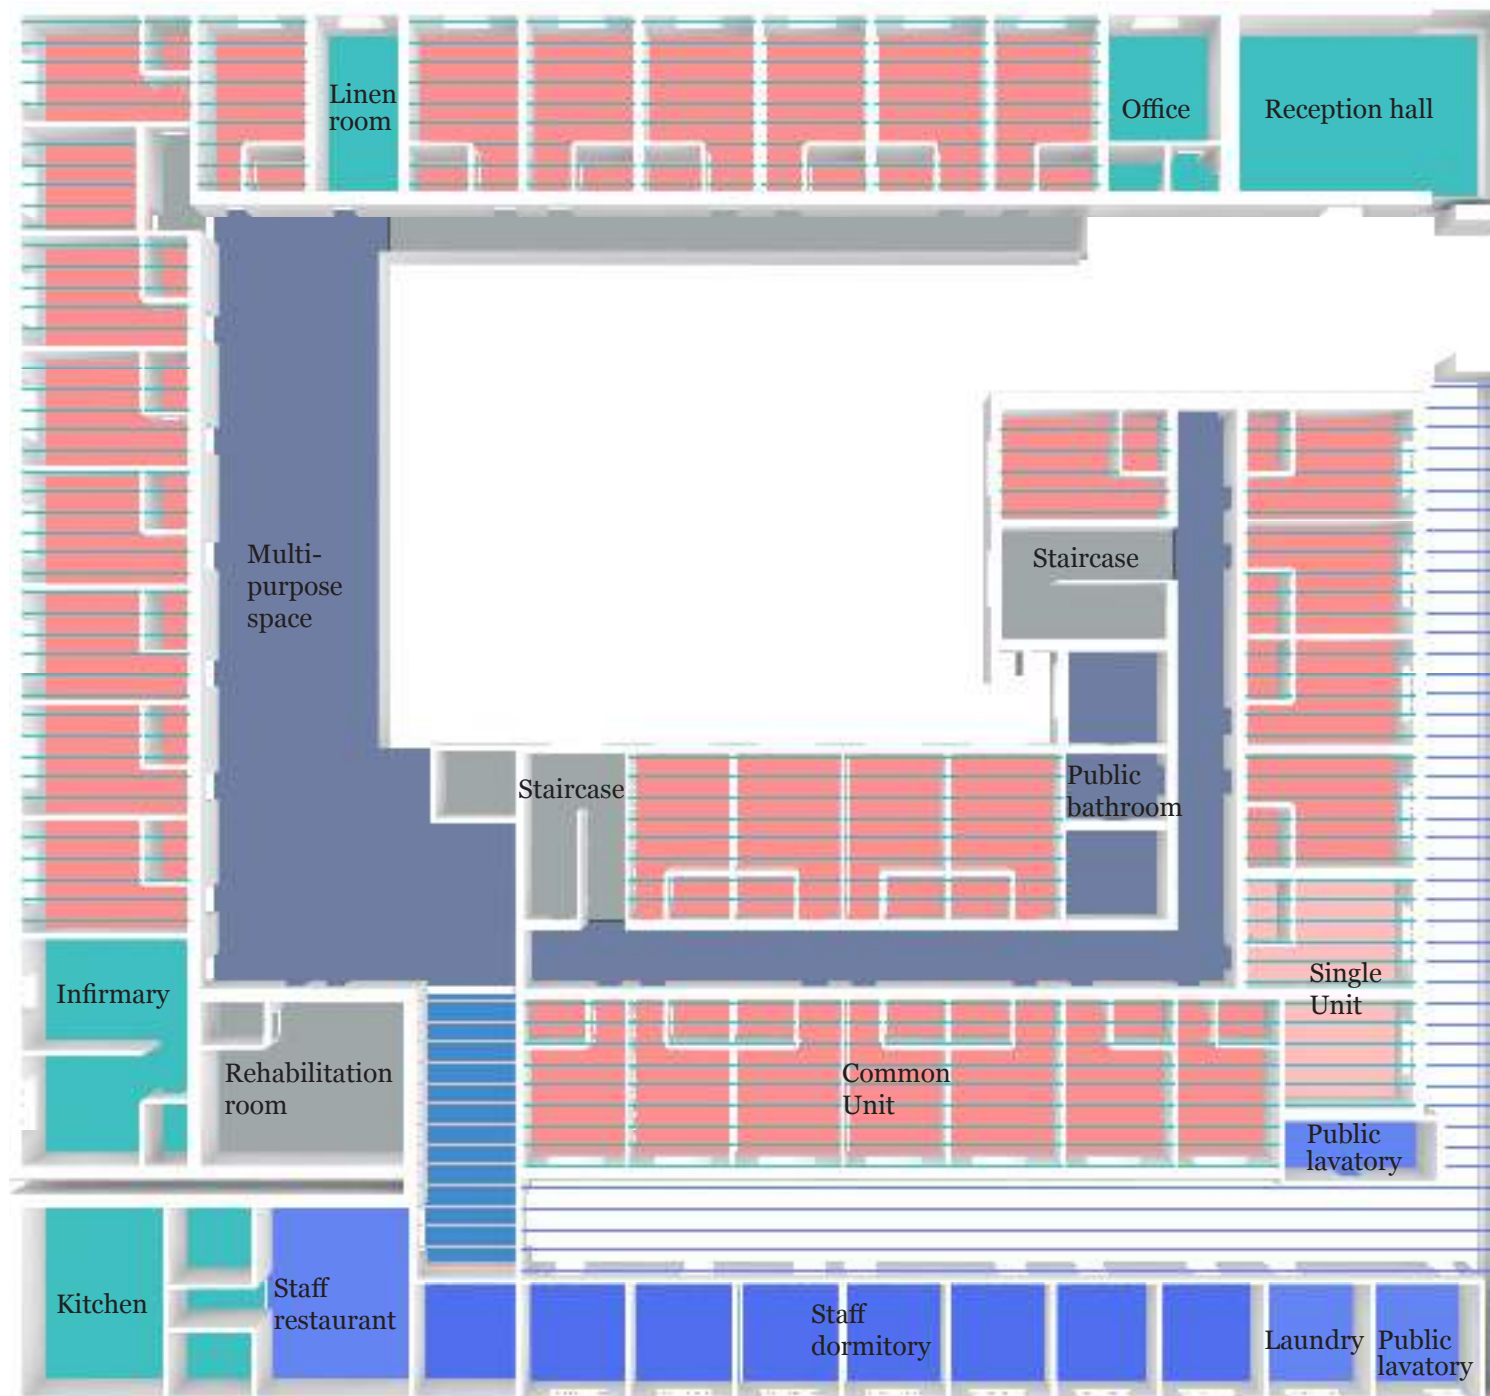 Linen
room
Office
Reception hall
Multi-
purpose
space
Staircase
Staircase
Public
bathroom
Infirmary
Single
Unit
Rehabilitation
room
Common
Unit
Public
lavatory
Kitchen
Staff
restaurant
Staff
dormitory
Laundry
Public
lavatory